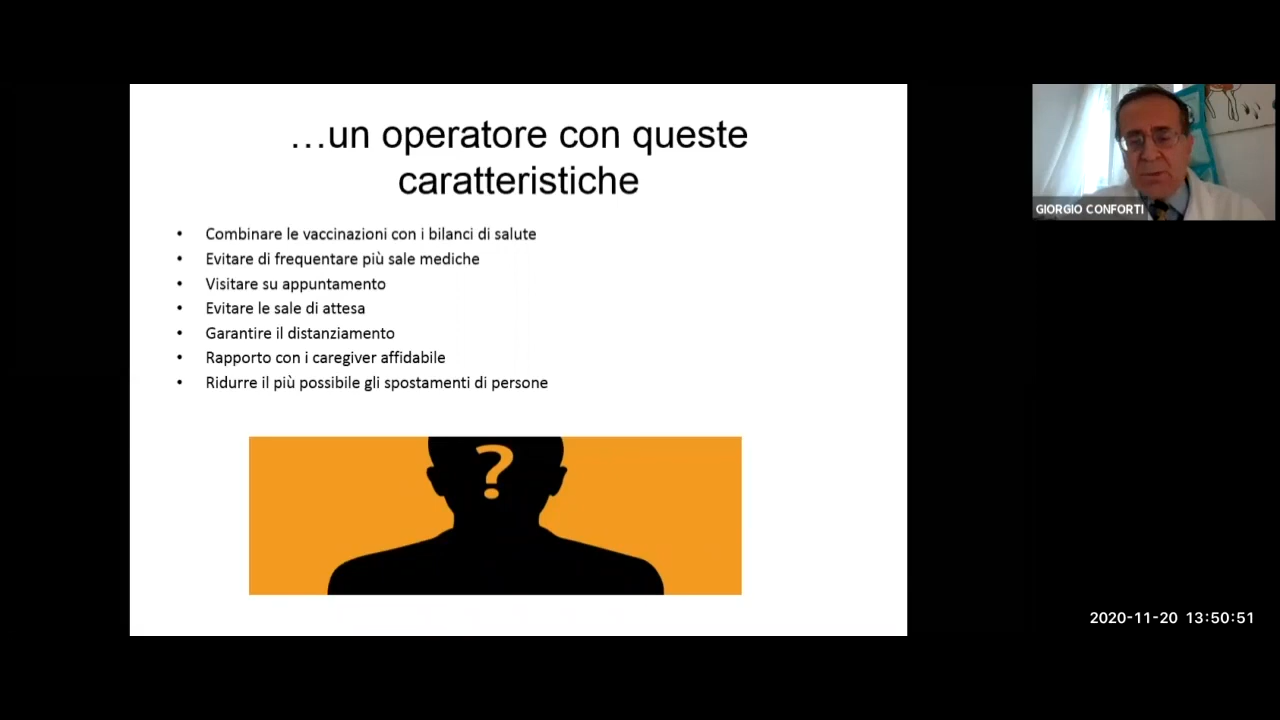 …un operatore con queste
caratteristiche
• Combinare le vaccinazioni con i bilanci di salute
• Evitare di frequentare più sale mediche
• Visitare su appuntamento
• Evitare le sale di attesa
• Garantire il distanziamento
• Rapporto con i caregiver affidabile
• Ridurre il più possibile gli spostamenti di persone
?
GIORGIO CONFORTI
2020-11-20 13:50:51